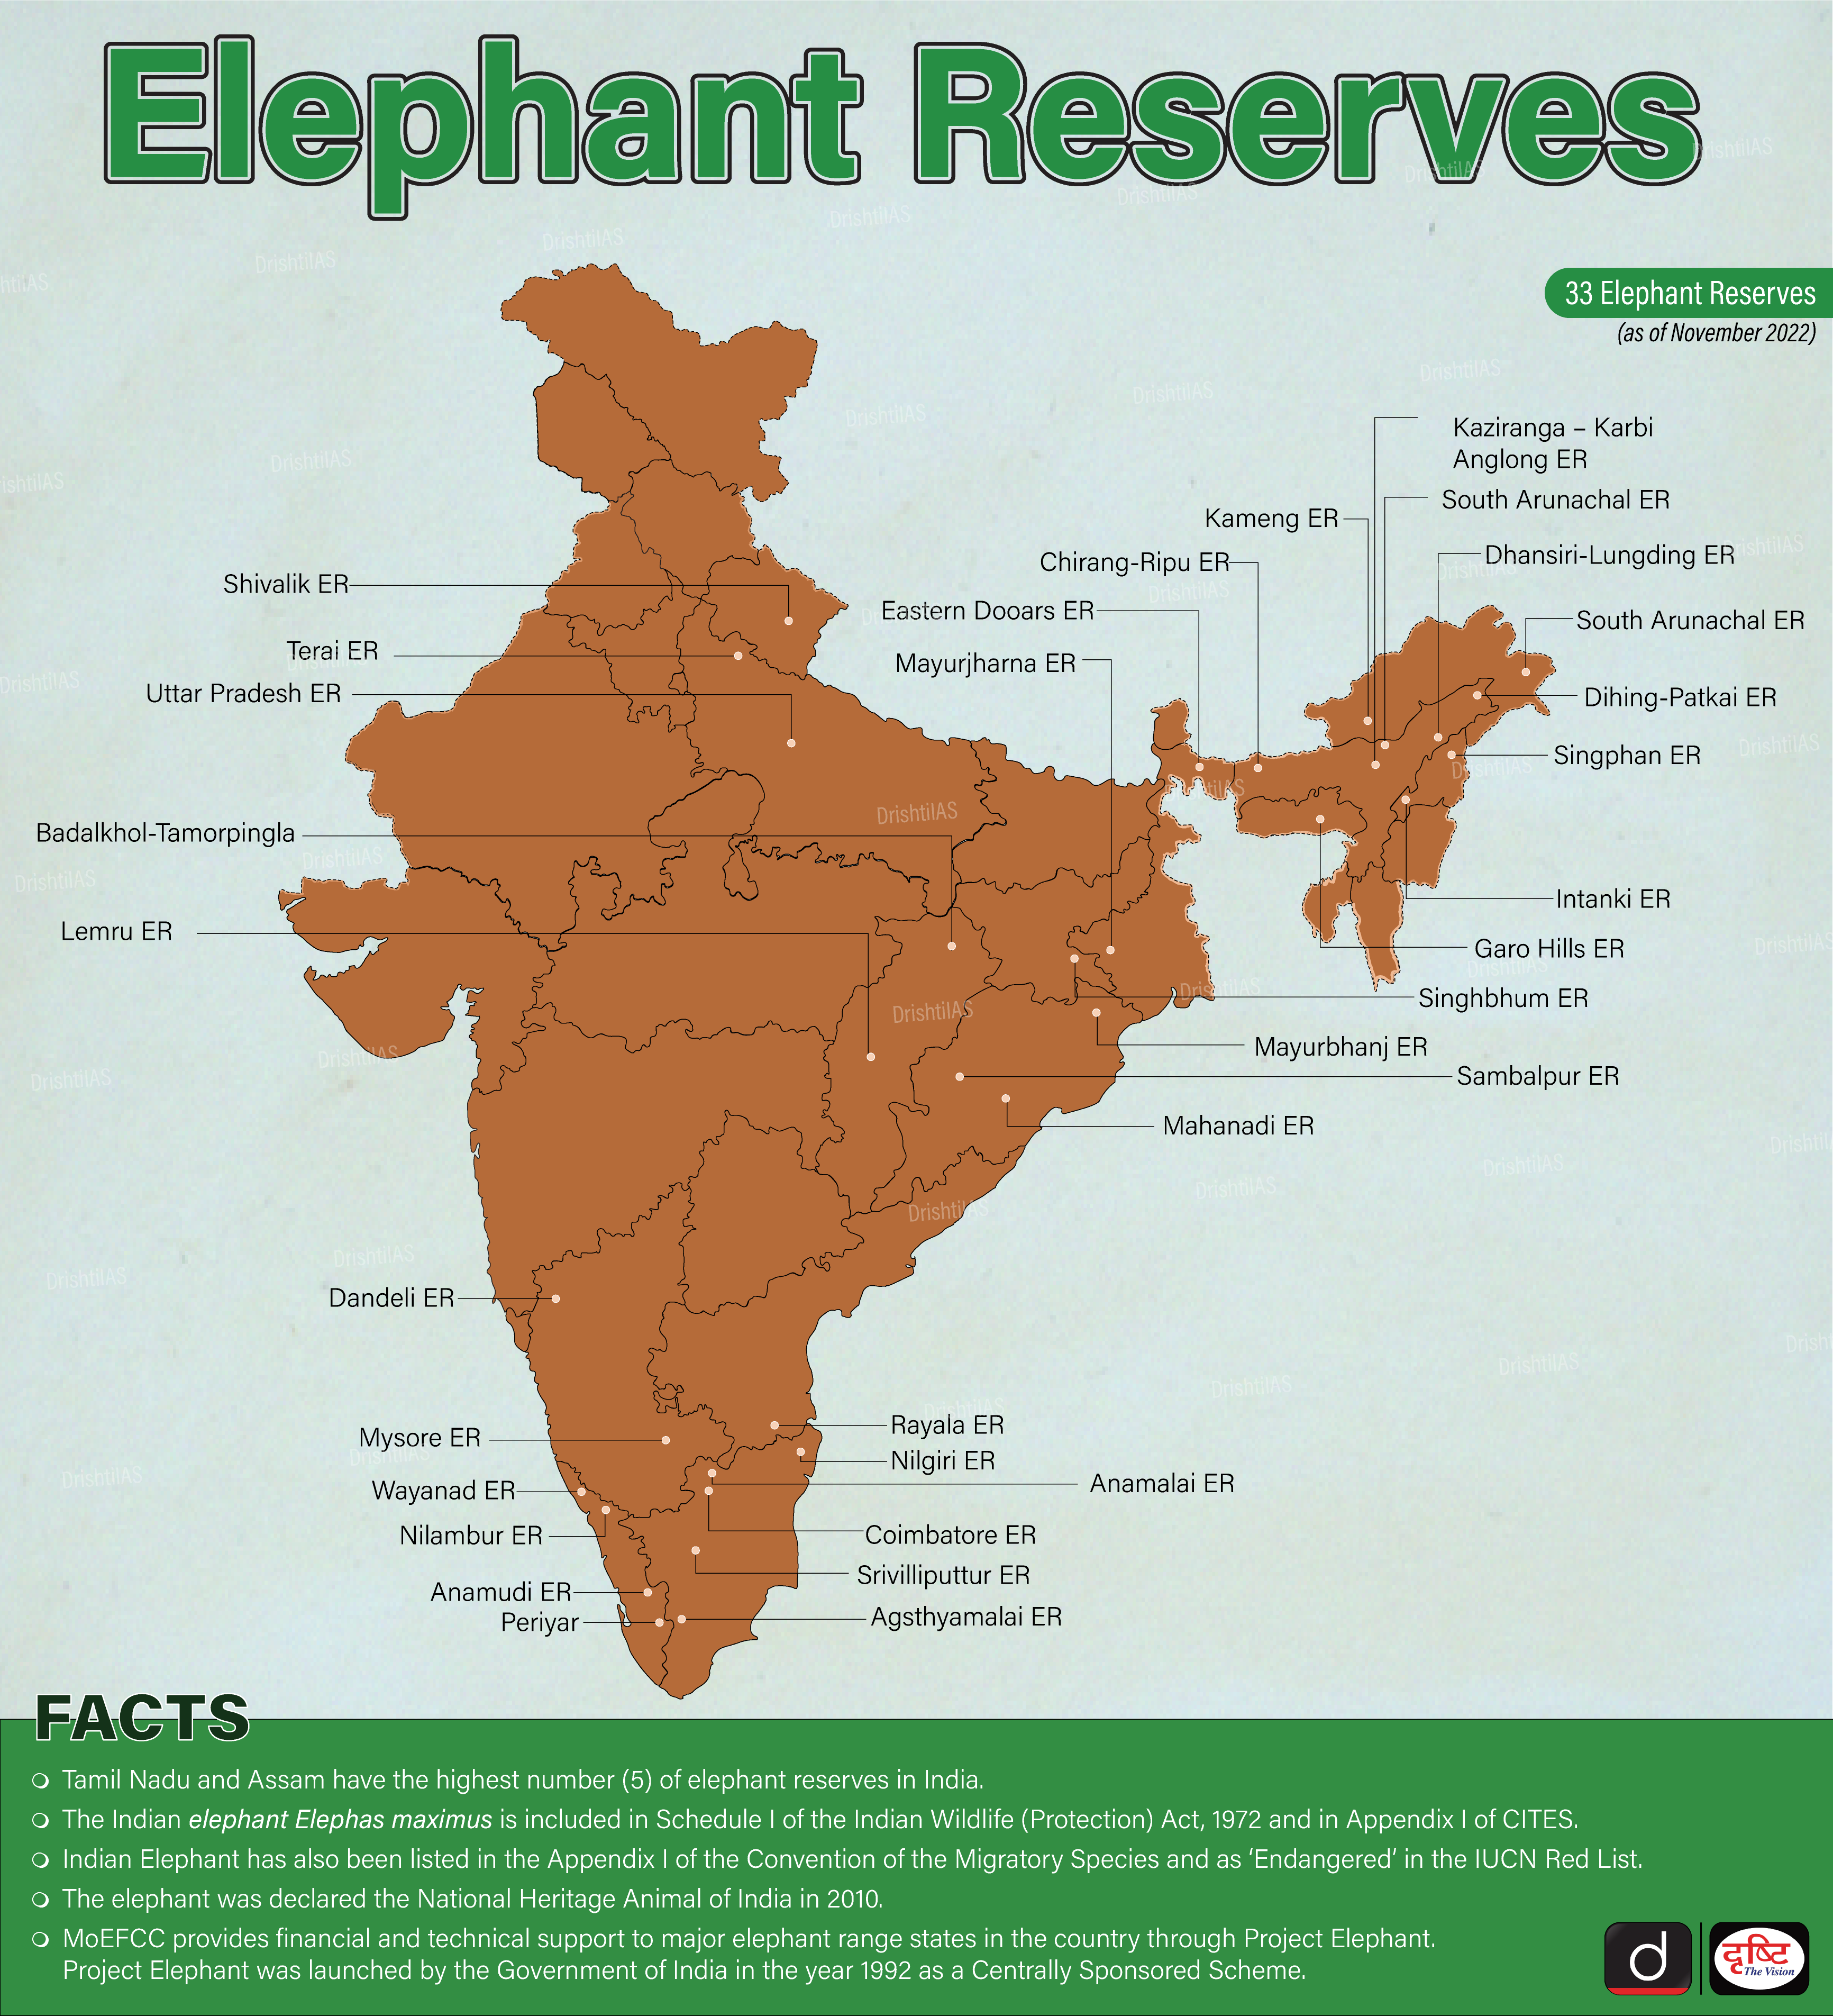 Elephant Reserves
33 Elephant Reserves
(as of November 2022)
Kaziranga – Karbi
Anglong ER
South Arunachal ER
Kameng ER
Dhansiri-Lungding ER
Chirang-Ripu ER
Shivalik ER
Eastern Dooars ER
South Arunachal ER
Terai ER
Mayurjharna ER
Uttar Pradesh ER
Dihing-Patkai ER
Singphan ER
Badalkhol-Tamorpingla
Intanki ER
Lemru ER
Garo Hills ER
Singhbhum ER
Mayurbhanj ER
Sambalpur ER
Mahanadi ER
Dandeli ER
Rayala ER
Mysore ER
Nilgiri ER
Anamalai ER
Wayanad ER
Nilambur ER
Coimbatore ER
Srivilliputtur ER
Anamudi ER
Agsthyamalai ER
Periyar
FACTS
Tamil Nadu and Assam have the highest number (5) of elephant reserves in India.
The Indian elephant Elephas maximus is included in Schedule I of the Indian Wildlife (Protection) Act, 1972 and in Appendix I of CITES.
Indian Elephant has also been listed in the Appendix I of the Convention of the Migratory Species and as ‘Endangered’ in the IUCN Red List.
The elephant was declared the National Heritage Animal of India in 2010.
MoEFCC provides financial and technical support to major elephant range states in the country through Project Elephant.
Project Elephant was launched by the Government of India in the year 1992 as a Centrally Sponsored Scheme.
d
दृष्टि
The Vision
DrishtiIAS